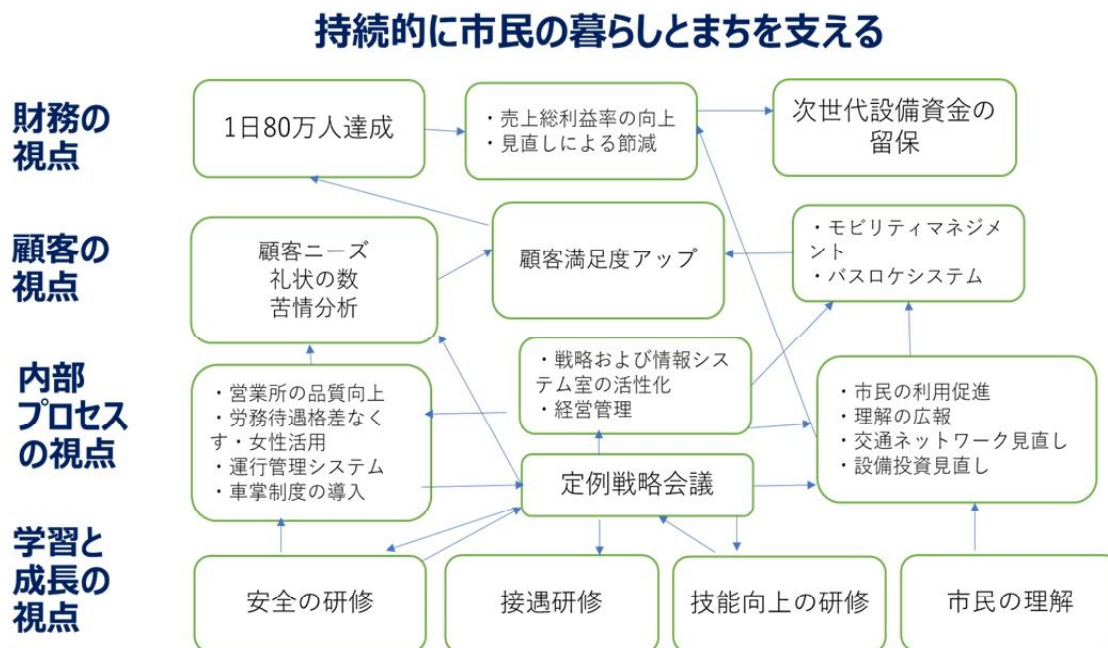 持続的に市民の暮らしとまちを支える
財務の
視点
1日80万人達成
・売上総利益率の向上
・見直しによる節減
次世代設備資金の
留保
顧客の
視点
顧客ニーズ
礼状の数
苦情分析
顧客満足度アップ
・モビリティマネジメ
ント
・バスロケシステム
内部
プロセス
の視点
・営業所の品質向上
・労務待遇格差なく
す・女性活用
・運行管理システム
・車掌制度の導入
・戦略および情報シス
テム室の活性化
・経営管理
定例戦略会議
・市民の利用促進
・理解の広報
・交通ネットワーク見直し
・設備投資見直し
学習と
成長の
視点
安全の研修
接遇研修
技能向上の研修
市民の理解